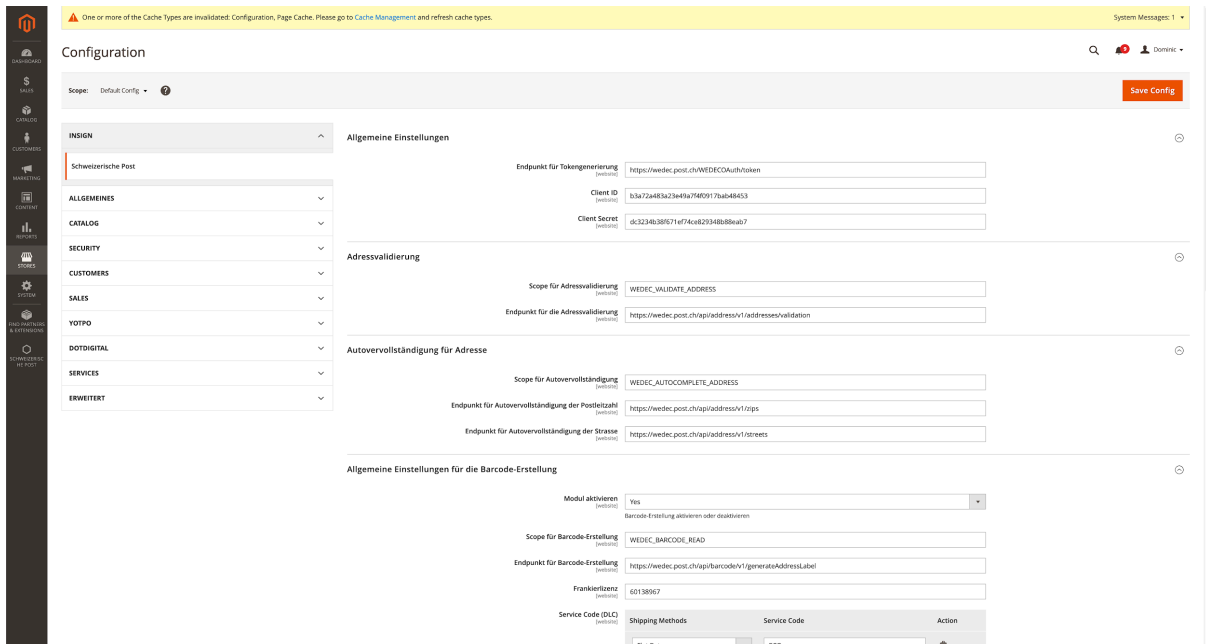 One or more of the Cache Types are invalidated: Configuration, Page Cache. Please go to Cache Management and refresh cache types.
System Messages: 1
DASHBOARD
SALES
CATALOG
CUSTOMERS
MARKETING
CONTENT
REPORTS
STORES
SYSTEM
FIND PARTNERS
& EXTENSIONS
SCHWEIZERISC
HE POST
Configuration
9
Dominic
Scope: Default Config ?
Save Config
INSIGN
Schweizerische Post
ALLGEMEINES
CATALOG
SECURITY
CUSTOMERS
SALES
YOTPO
DOTDIGITAL
SERVICES
ERWEITERT
Allgemeine Einstellungen
Endpunkt für Tokengenerierung
[website]
https://wedec.post.ch/WEDECOAuth/token
Client ID
[website]
b3a72a483a23e49a7f4f0917bab48453
Client Secret
[website]
dc3234b38f671ef74ce829348b88eab7
Adressvalidierung
Scope für Adressvalidierung
[website]
WEDEC_VALIDATE_ADDRESS
Endpunkt für die Adressvalidierung
[website]
https://wedec.post.ch/api/address/v1/addresses/validation
Autovervollständigung für Adresse
Scope für Autovervollständigung
[website]
WEDEC_AUTOCOMPLETE_ADDRESS
Endpunkt für Autovervollständigung der Postleitzahl
[website]
https://wedec.post.ch/api/address/v1/zips
Endpunkt für Autovervollständigung der Strasse
[website]
https://wedec.post.ch/api/address/v1/streets
Allgemeine Einstellungen für die Barcode-Erstellung
Modul aktivieren
[website]
Yes
Barcode-Erstellung aktivieren oder deaktivieren
Scope für Barcode-Erstellung
[website]
WEDEC_BARCODE_READ
Endpunkt für Barcode-Erstellung
[website]
https://wedec.post.ch/api/barcode/v1/generateAddressLabel
Frankierlizenz
[website]
60138967
Service Code (DLC)
[website]
Shipping Methods
Service Code
Action